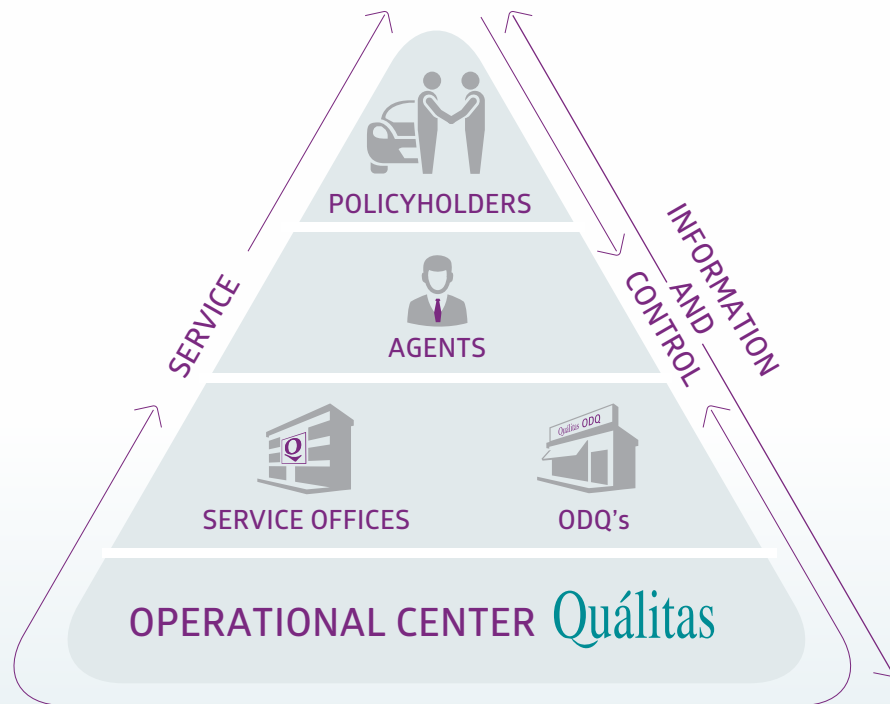 POLICYHOLDERS
SERVICE
INFORMATION
AND
CONTROL
AGENTS
Q
Quálitas ODQ
SERVICE OFFICES
ODQ's
OPERATIONAL CENTER Quálitas